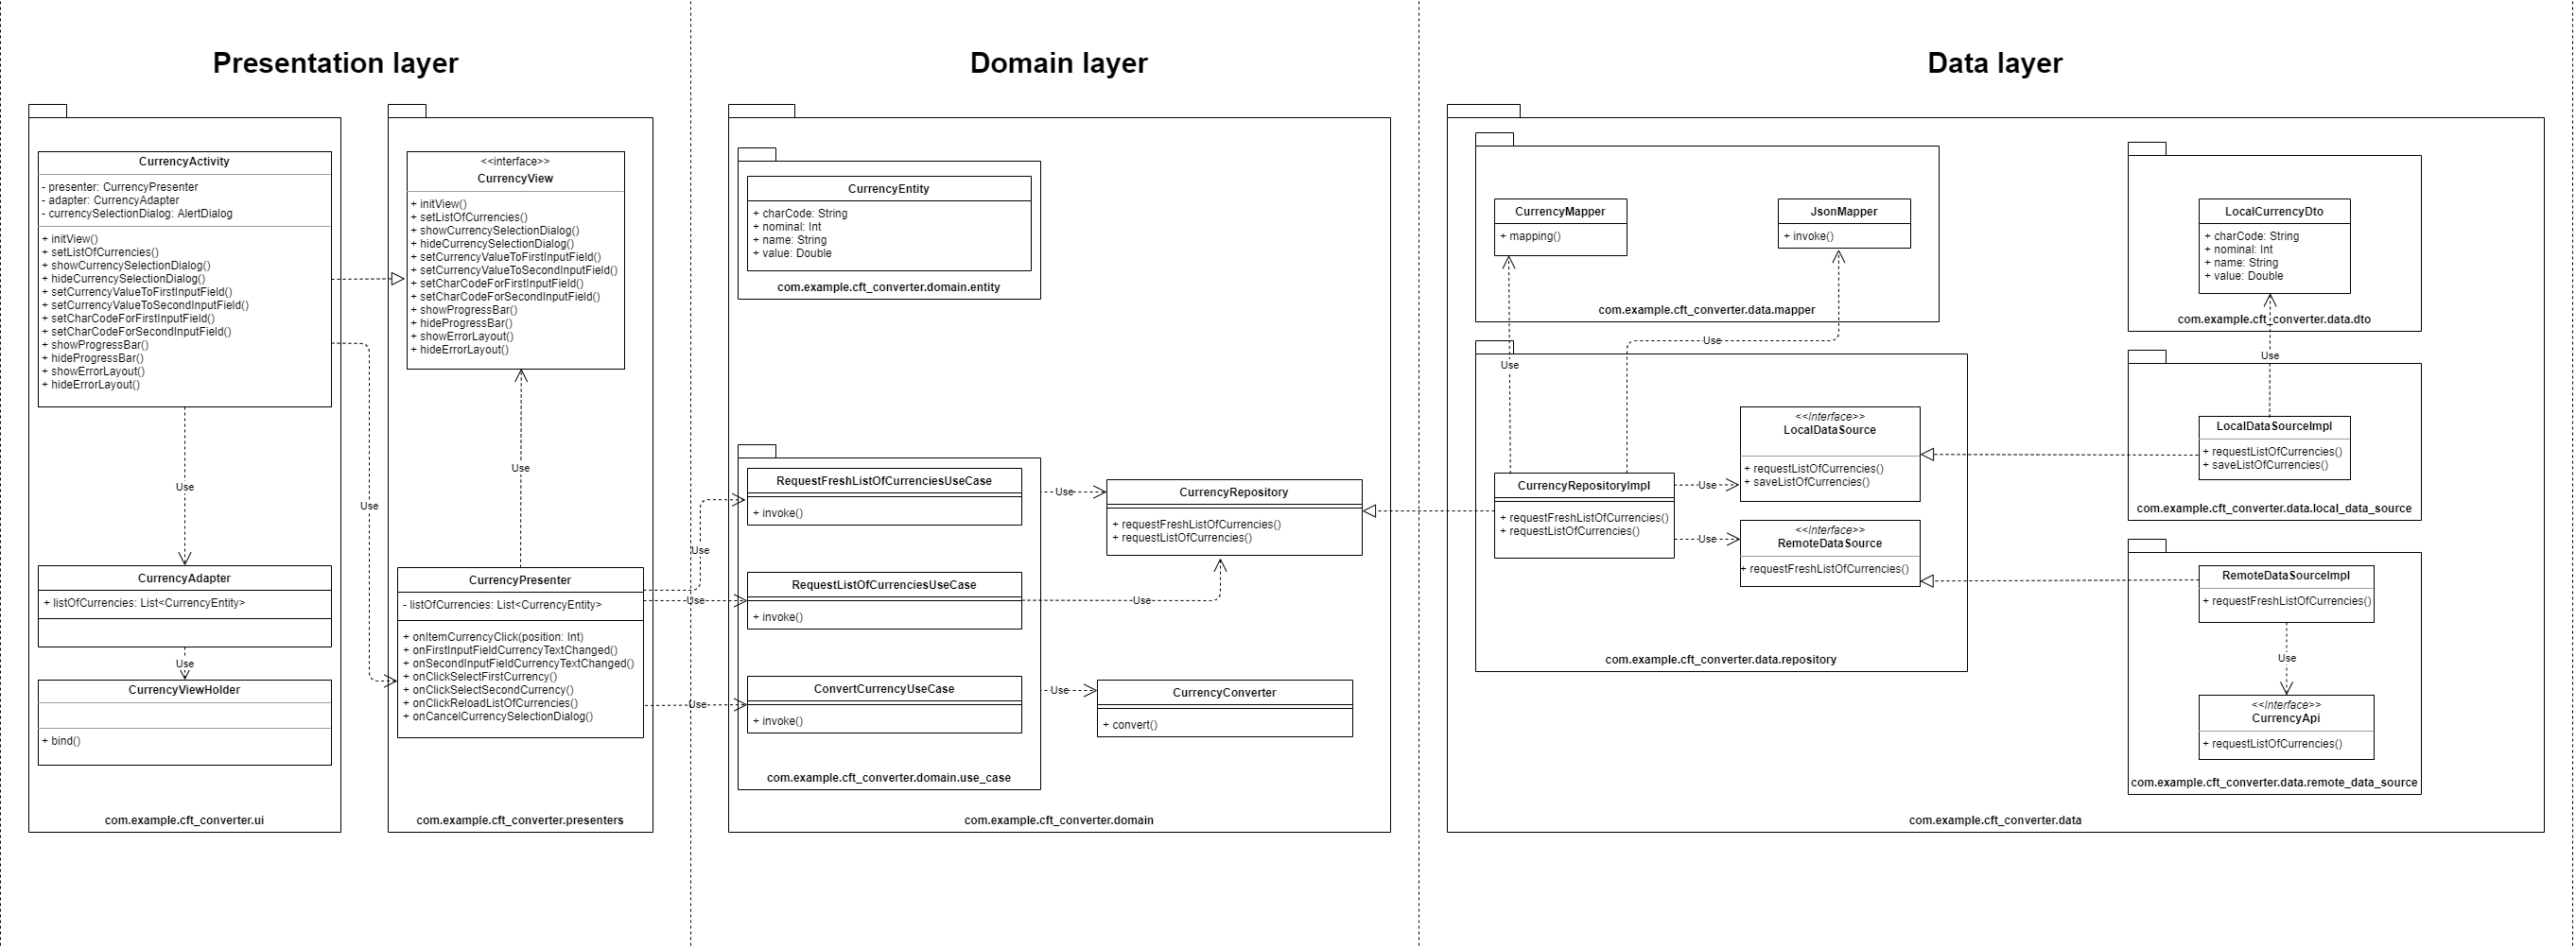 Presentation layer
Domain layer
Data layer
CurrencyActivity
- presenter: CurrencyPresenter
- adapter: CurrencyAdapter
- currencySelectionDialog: AlertDialog
+ initView()
+ setListOfCurrencies()
+ showCurrencySelectionDialog()
+ hideCurrencySelectionDialog()
+ setCurrencyValueToFirstInputField()
+ setCurrencyValueToSecondInputField()
+ setCharCodeForFirstInputField()
+ setCharCodeForSecondInputField()
+ showProgressBar()
+ hideProgressBar()
+ showErrorLayout()
+ hideErrorLayout()
Use
Use
CurrencyAdapter
+ listOfCurrencies: List<CurrencyEntity>
Use
CurrencyViewHolder
+ bind()
com.example.cft_converter.ui
<<interface>>
CurrencyView
+ initView()
+ setListOfCurrencies()
+ showCurrencySelectionDialog()
+ hideCurrencySelectionDialog()
+ setCurrencyValueToFirstInputField()
+ setCurrencyValueToSecondInputField()
+ setCharCodeForFirstInputField()
+ setCharCodeForSecondInputField()
+ showProgressBar()
+ hideProgressBar()
+ showErrorLayout()
+ hideErrorLayout()
Use
CurrencyPresenter
- listOfCurrencies: List<CurrencyEntity>
+ onItemCurrencyClick(position: Int)
+ onFirstInputFieldCurrencyTextChanged()
+ onSecondInputFieldCurrencyTextChanged()
+ onClickSelectFirstCurrency()
+ onClickSelectSecondCurrency()
+ onClickReloadListOfCurrencies()
+ onCancelCurrencySelectionDialog()
com.example.cft_converter.presenters
Use
Use
Use
CurrencyEntity
+ charCode: String
+ nominal: Int
+ name: String
+ value: Double
com.example.cft_converter.domain.entity
RequestFreshListOfCurrenciesUseCase
+ invoke()
RequestListOfCurrenciesUseCase
+ invoke()
ConvertCurrencyUseCase
+ invoke()
com.example.cft_converter.domain.use_case
Use
Use
Use
CurrencyRepository
+ requestFreshListOfCurrencies()
+ requestListOfCurrencies()
CurrencyConverter
+ convert()
com.example.cft_converter.domain
CurrencyMapper
+ mapping()
JsonMapper
+ invoke()
com.example.cft_converter.data.mapper
Use
Use
CurrencyRepositoryImpl
+ requestFreshListOfCurrencies()
+ requestListOfCurrencies()
Use
Use
<<Interface>>
LocalDataSource
+ requestListOfCurrencies()
+ saveListOfCurrencies()
<<Interface>>
RemoteDataSource
+ requestFreshListOfCurrencies()
com.example.cft_converter.data.repository
LocalCurrencyDto
+ charCode: String
+ nominal: Int
+ name: String
+ value: Double
com.example.cft_converter.data.dto
Use
LocalDataSourceImpl
+ requestListOfCurrencies()
+ saveListOfCurrencies()
com.example.cft_converter.data.local_data_source
RemoteDataSourceImpl
+ requestFreshListOfCurrencies()
Use
<<Interface>>
CurrencyApi
+ requestListOfCurrencies()
com.example.cft_converter.data.remote_data_source
com.example.cft_converter.data